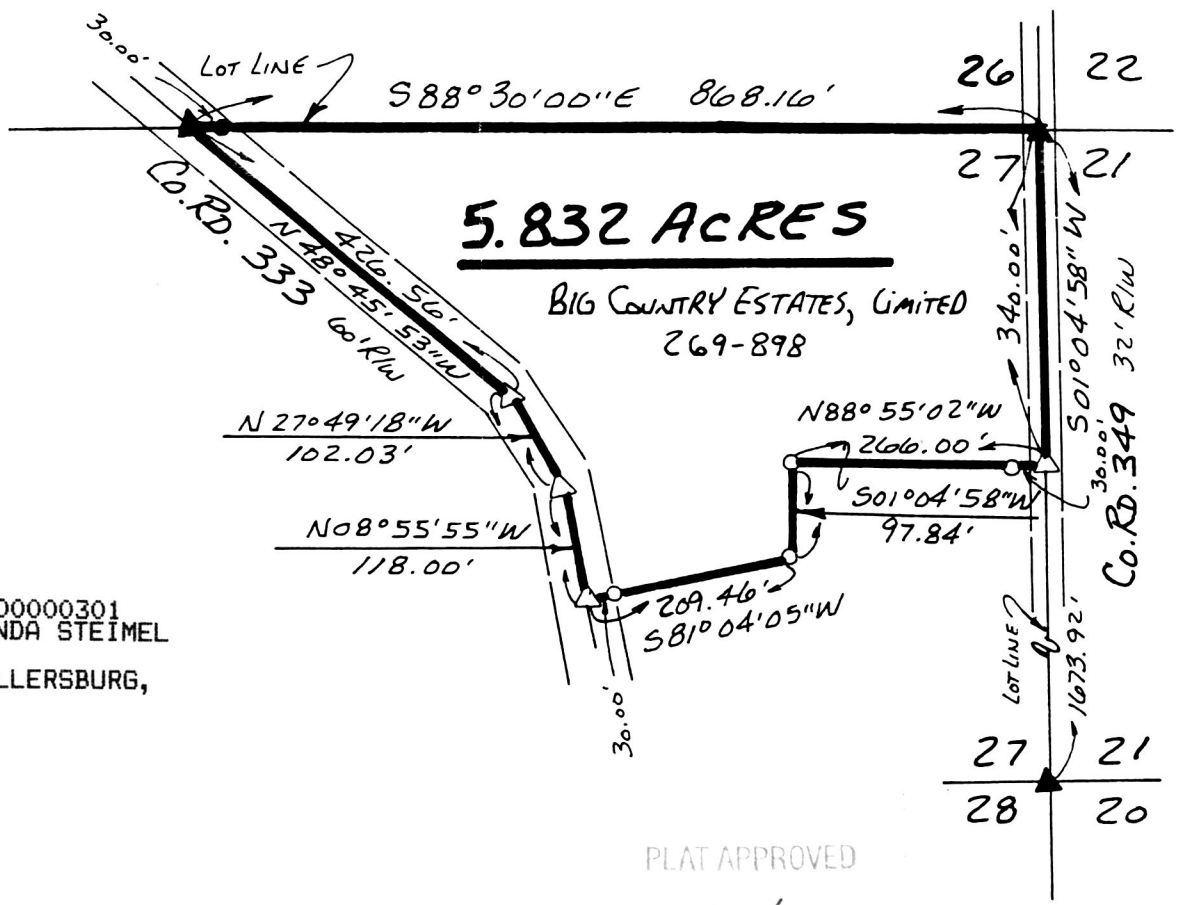 30.00'
LOT LINE
S88°30'00"E 868.16'
26 22
27 21
CO. RD. 333
N48°45'53"W
426.56'
60' R/W
5.832 ACRES
BIG COUNTRY ESTATES, LIMITED
269-898
340.00'
S01°04'58"W
32' R/W
Co. RD. 349
30.00'
N27°49'18"W
102.03'
N88°55'02"W
266.00'
S01°04'58"W
97.84'
N08°55'55"W
118.00'
209.46'
S81°04'05"W
30.00'
00000301
NDA STEIMEL
LLERSBURG,
LOT LINE
1673.92'
27 21
28 20
PLAT APPROVED